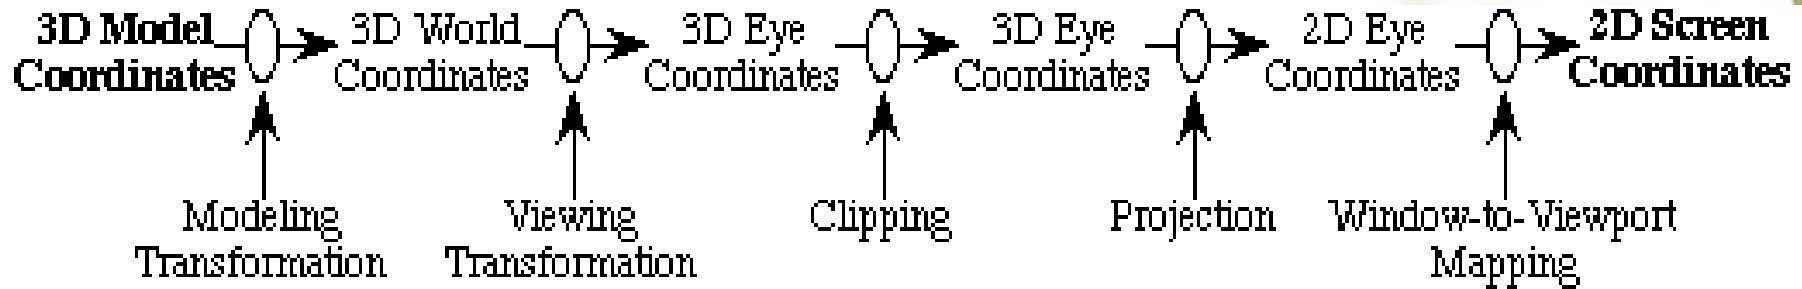 3D Model
Coordinates
3D World
Coordinates
3D Eye
Coordinates
3D Eye
Coordinates
2D Eye
Coordinates
2D Screen
Coordinates
Modeling
Transformation
Viewing
Transformation
Clipping
Projection
Window-to-Viewport
Mapping